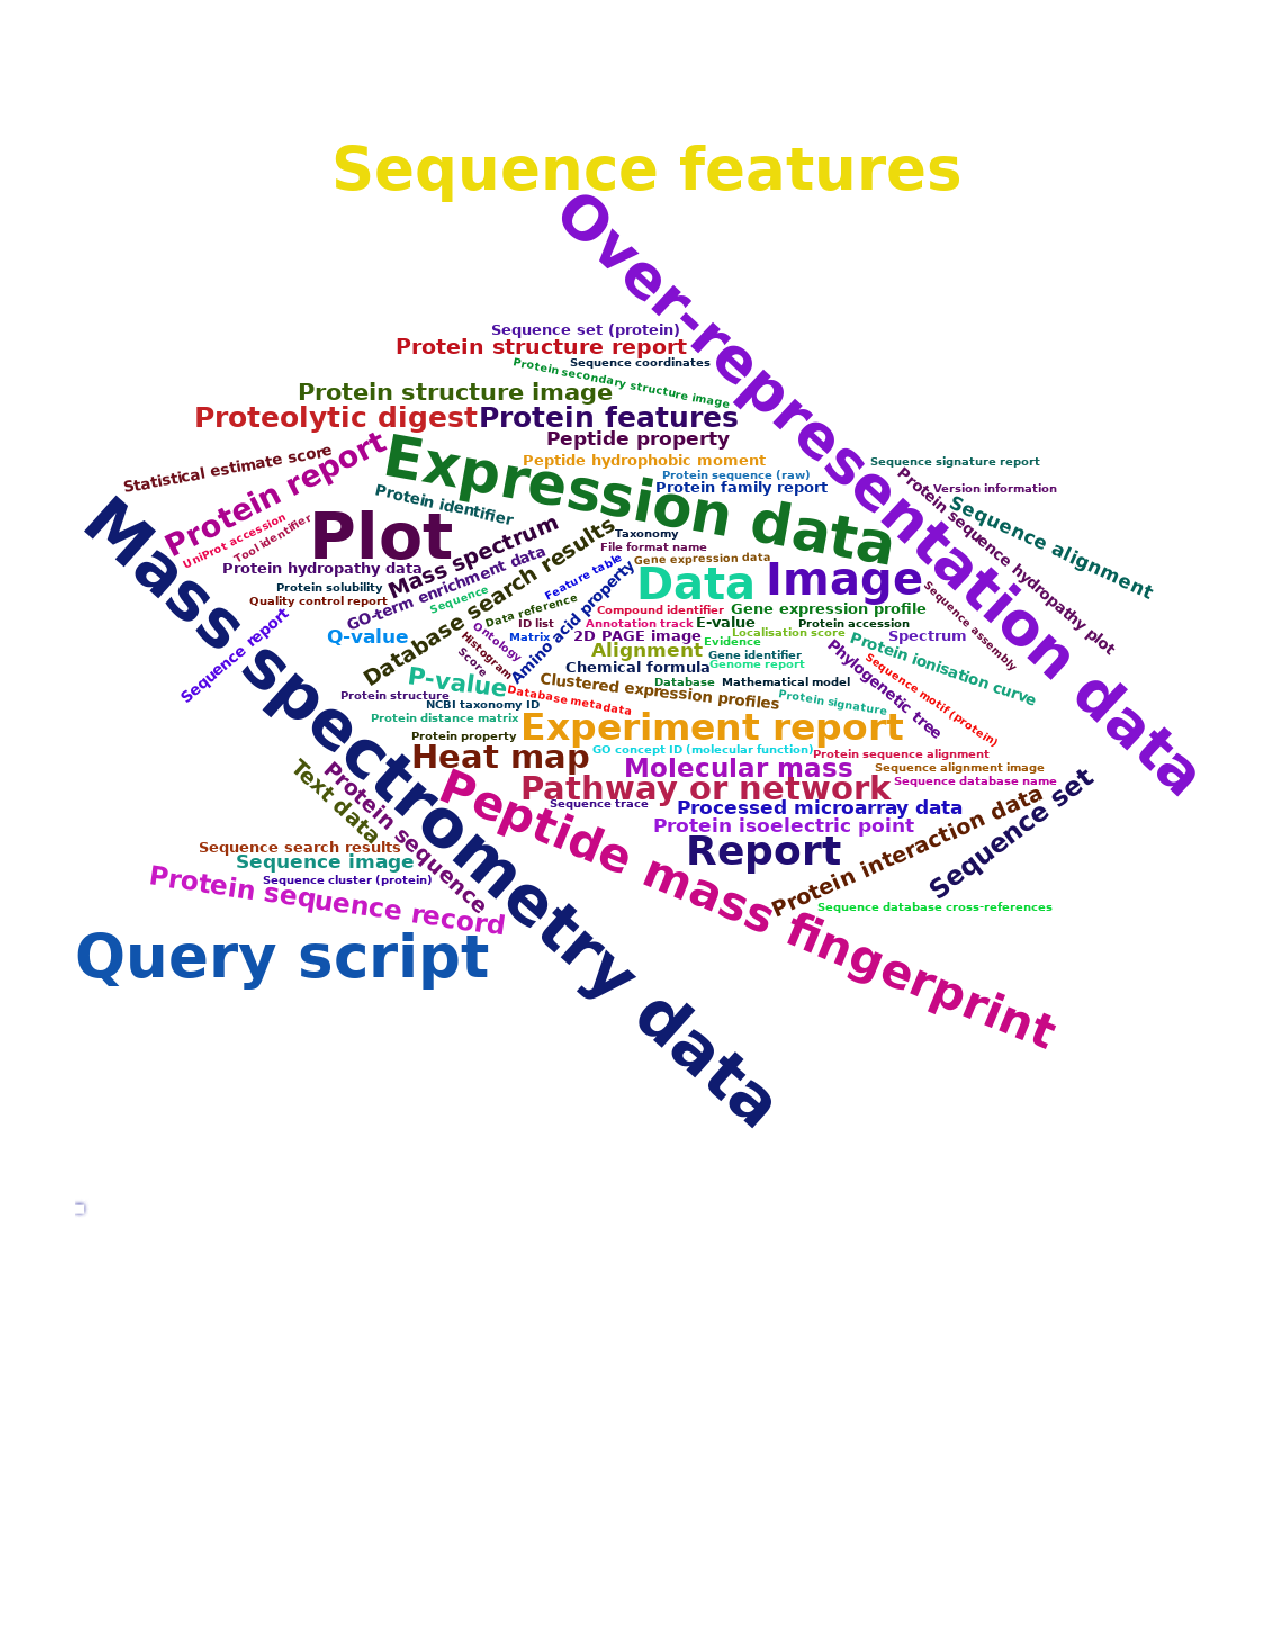 Sequence features
Over-representation data
Sequence set (protein)
Protein structure report
Sequence coordinates
Protein secondary structure image
Protein structure image
Proteolytic digest
Protein features
Peptide property
Expression data
Statistical estimate score
Protein report
Peptide hydrophobic moment
Sequence signature report
Protein sequence (raw)
Protein family report
Version information
Protein sequence hydropathy plot
Sequence alignment
Protein identifier
Mass spectrometry data
Plot
UniProt accession
Tool identifier
Mass spectrum
Database search results
Taxonomy
File format name
Gene expression data
Protein hydropathy data
GO-term enrichment data
Feature table
Data
Image
Protein solubility
Quality control report
Sequence
Data reference
Amino acid property
Compound identifier
Gene expression profile
Sequence assembly
Sequence report
Q-value
Ontology
Histogram
Score
ID list
Matrix
Annotation track
E-value
Protein accession
2D PAGE image
Localisation score
Evidence
Spectrum
Alignment
Gene identifier
Protein ionisation curve
Chemical formula
Genome report
Phylogenetic tree
Sequence motif (protein)
P-value
Clustered expression profiles
Database
Mathematical model
Protein structure
NCBI taxonomy ID
Database metadata
Protein signature
Protein distance matrix
Experiment report
Protein property
Heat map
GO concept ID (molecular function)
Protein sequence alignment
Molecular mass
Sequence alignment image
Text data
Protein sequence
Peptide mass fingerprint
Pathway or network
Sequence database name
Sequence trace
Processed microarray data
Protein interaction data
Sequence set
Protein isoelectric point
Report
Sequence search results
Sequence image
Sequence cluster (protein)
Protein sequence record
Sequence database cross-references
Query script